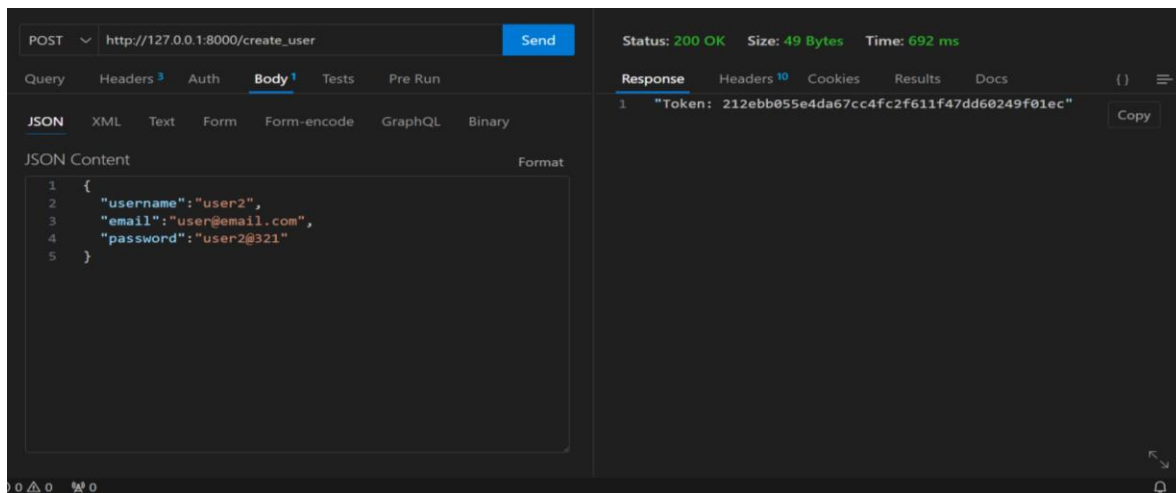 POST http://127.0.0.1:8000/create_user Send
Query Headers 3 Auth Body 1 Tests Pre Run
JSON XML Text Form Form-encode GraphQL Binary
JSON Content Format
1 {
2 "username":"user2",
3 "email":"user@email.com",
4 "password":"user2@321"
5 }
Status: 200 OK Size: 49 Bytes Time: 692 ms
Response Headers 10 Cookies Results Docs { }
1 "Token: 212ebb055e4da67cc4fc2f611f47dd60249f01ec"
Copy
0 0 0